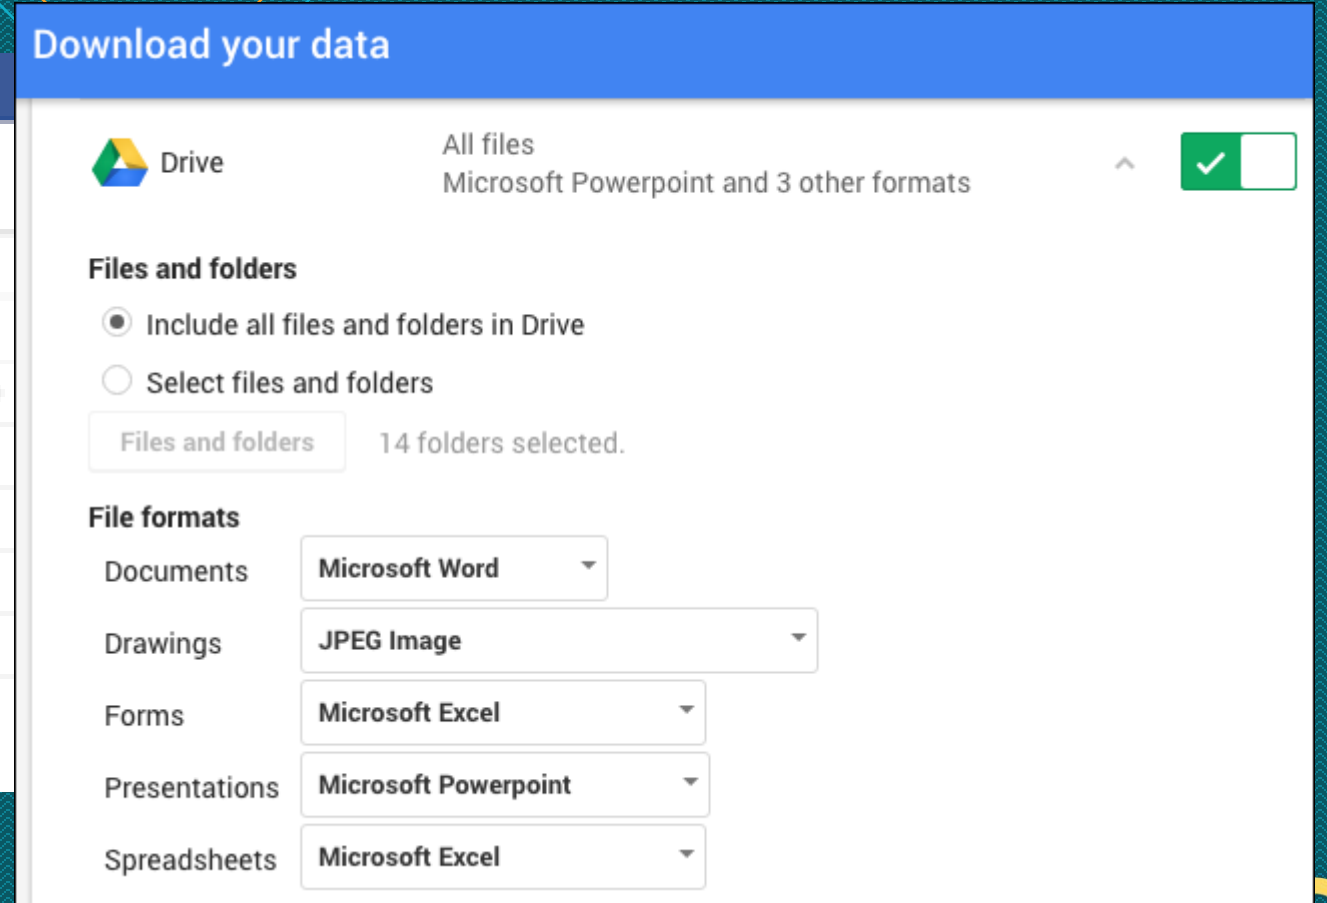 Download your data
Drive
All files
Microsoft Powerpoint and 3 other formats
Files and folders
Include all files and folders in Drive
Select files and folders
Files and folders 14 folders selected.
File formats
Documents Microsoft Word
Drawings JPEG Image
Forms Microsoft Excel
Presentations Microsoft Powerpoint
Spreadsheets Microsoft Excel